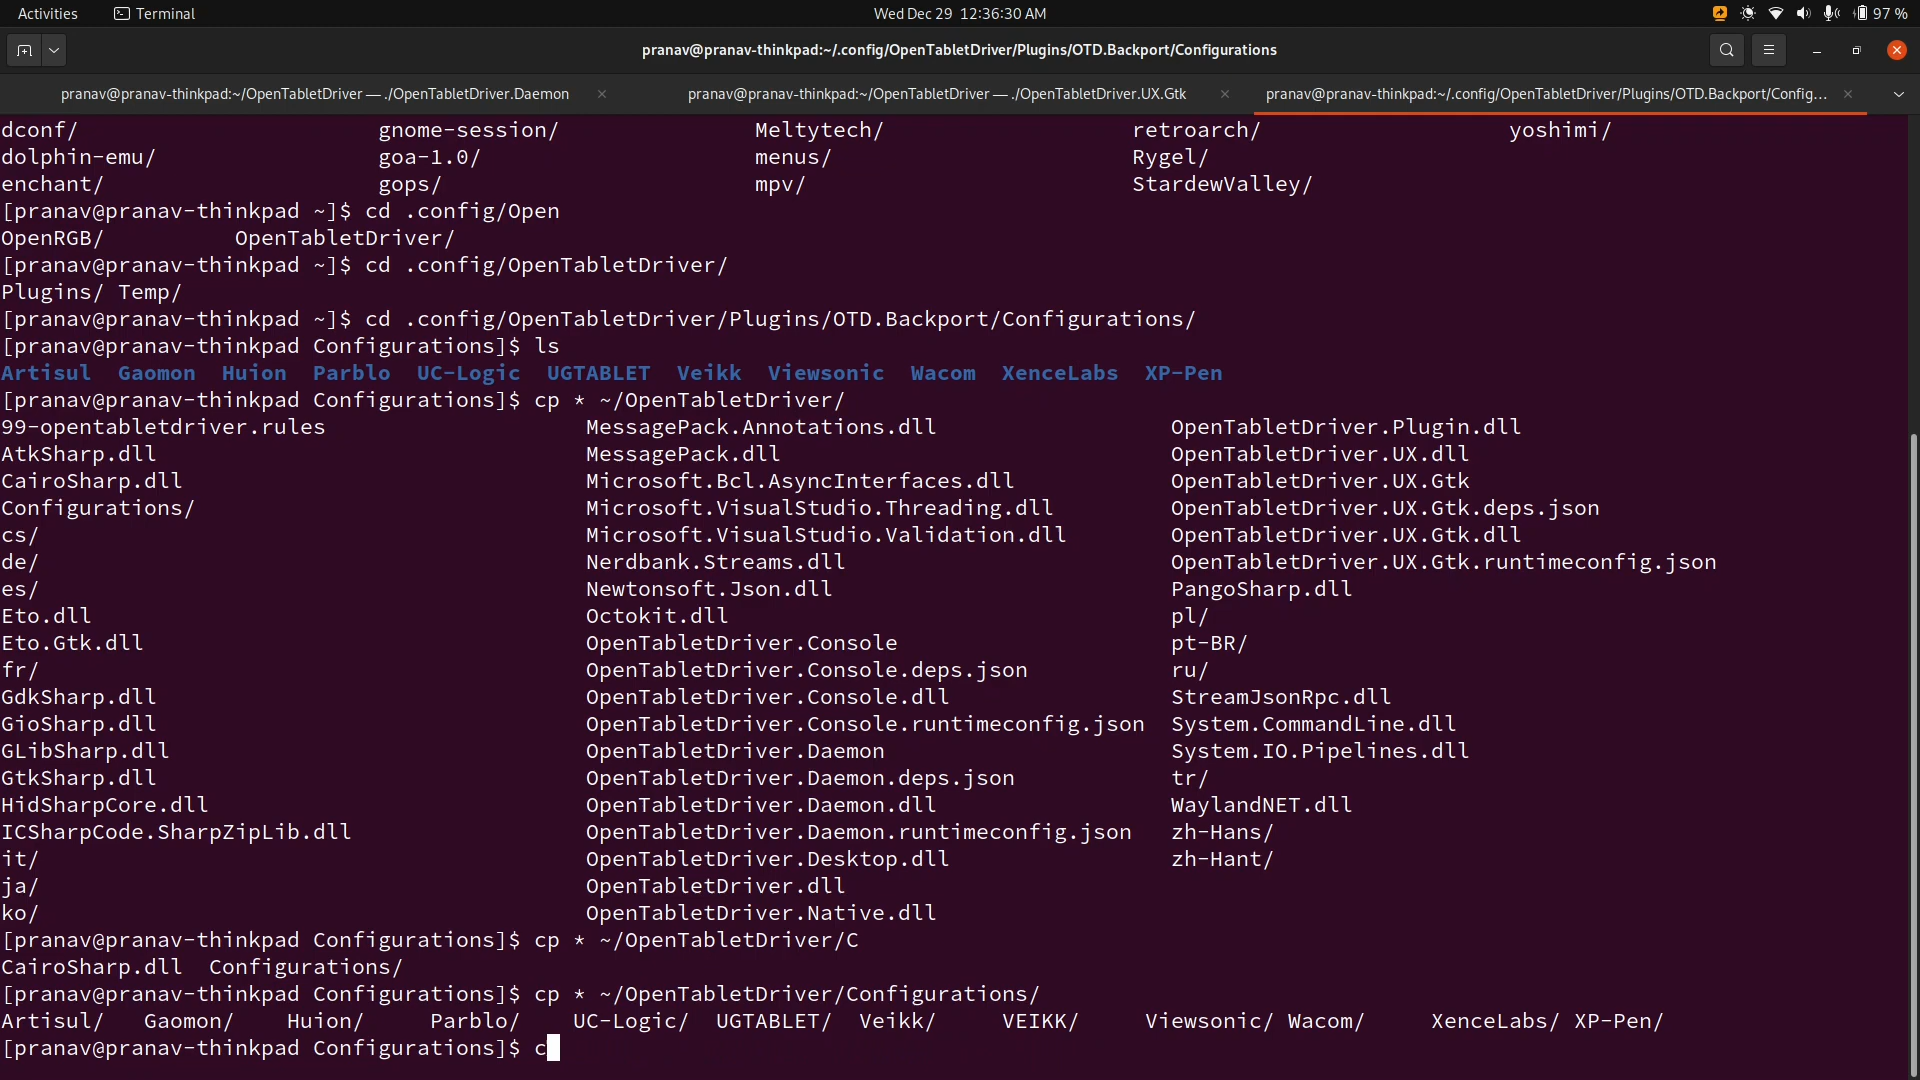 Activities Terminal Wed Dec 29 12:36:30 AM 97 %
pranav@pranav-thinkpad:~/.config/OpenTabletDriver/Plugins/OTD.Backport/Configurations
pranav@pranav-thinkpad:~/OpenTabletDriver — ./OpenTabletDriver.Daemon pranav@pranav-thinkpad:~/OpenTabletDriver — ./OpenTabletDriver.UX.Gtk pranav@pranav-thinkpad:~/.config/OpenTabletDriver/Plugins/OTD.Backport/Config...
dconf/ gnome-session/ Meltytech/ retroarch/ yoshimi/
dolphin-emu/ goa-1.0/ menus/ Rygel/
enchant/ gops/ mpv/ StardewValley/
[pranav@pranav-thinkpad ~]$ cd .config/Open
OpenRGB/ OpenTabletDriver/
[pranav@pranav-thinkpad ~]$ cd .config/OpenTabletDriver/
Plugins/ Temp/
[pranav@pranav-thinkpad ~]$ cd .config/OpenTabletDriver/Plugins/OTD.Backport/Configurations/
[pranav@pranav-thinkpad Configurations]$ ls
Artisul Gaomon Huion Parblo UC-Logic UGTABLET Veikk Viewsonic Wacom XenceLabs XP-Pen
[pranav@pranav-thinkpad Configurations]$ cp * ~/OpenTabletDriver/
99-opentabletdriver.rules MessagePack.Annotations.dll OpenTabletDriver.Plugin.dll
AtkSharp.dll MessagePack.dll OpenTabletDriver.UX.dll
CairoSharp.dll Microsoft.Bcl.AsyncInterfaces.dll OpenTabletDriver.UX.Gtk
Configurations/ Microsoft.VisualStudio.Threading.dll OpenTabletDriver.UX.Gtk.deps.json
cs/ Microsoft.VisualStudio.Validation.dll OpenTabletDriver.UX.Gtk.dll
de/ Nerdbank.Streams.dll OpenTabletDriver.UX.Gtk.runtimeconfig.json
es/ Newtonsoft.Json.dll PangoSharp.dll
Eto.dll Octokit.dll pl/
Eto.Gtk.dll OpenTabletDriver.Console pt-BR/
fr/ OpenTabletDriver.Console.deps.json ru/
GdkSharp.dll OpenTabletDriver.Console.dll StreamJsonRpc.dll
GioSharp.dll OpenTabletDriver.Console.runtimeconfig.json System.CommandLine.dll
GLibSharp.dll OpenTabletDriver.Daemon System.IO.Pipelines.dll
GtkSharp.dll OpenTabletDriver.Daemon.deps.json tr/
HidSharpCore.dll OpenTabletDriver.Daemon.dll WaylandNET.dll
ICSharpCode.SharpZipLib.dll OpenTabletDriver.Daemon.runtimeconfig.json zh-Hans/
it/ OpenTabletDriver.Desktop.dll zh-Hant/
ja/ OpenTabletDriver.dll
ko/ OpenTabletDriver.Native.dll
[pranav@pranav-thinkpad Configurations]$ cp * ~/OpenTabletDriver/C
CairoSharp.dll Configurations/
[pranav@pranav-thinkpad Configurations]$ cp * ~/OpenTabletDriver/Configurations/
Artisul/ Gaomon/ Huion/ Parblo/ UC-Logic/ UGTABLET/ Veikk/ VEIKK/ Viewsonic/ Wacom/ XenceLabs/ XP-Pen/
[pranav@pranav-thinkpad Configurations]$ c